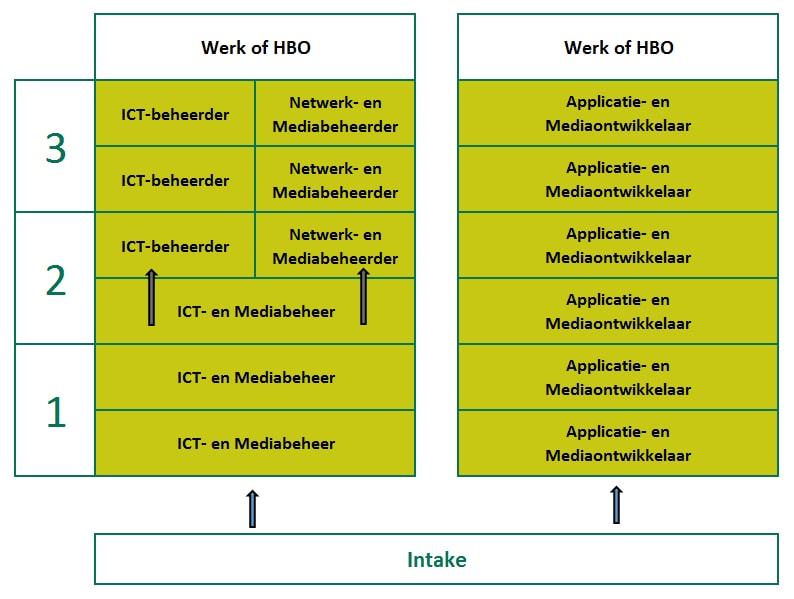 Werk of HBO
Werk of HBO
3
ICT-beheerder
Netwerk- en
Mediabeheerder
Applicatie- en
Mediaontwikkelaar
ICT-beheerder
Netwerk- en
Mediabeheerder
Applicatie- en
Mediaontwikkelaar
2
ICT-beheerder
Netwerk- en
Mediabeheerder
Applicatie- en
Mediaontwikkelaar
ICT- en Mediabeheer
Applicatie- en
Mediaontwikkelaar
1
ICT- en Mediabeheer
Applicatie- en
Mediaontwikkelaar
ICT- en Mediabeheer
Applicatie- en
Mediaontwikkelaar
Intake